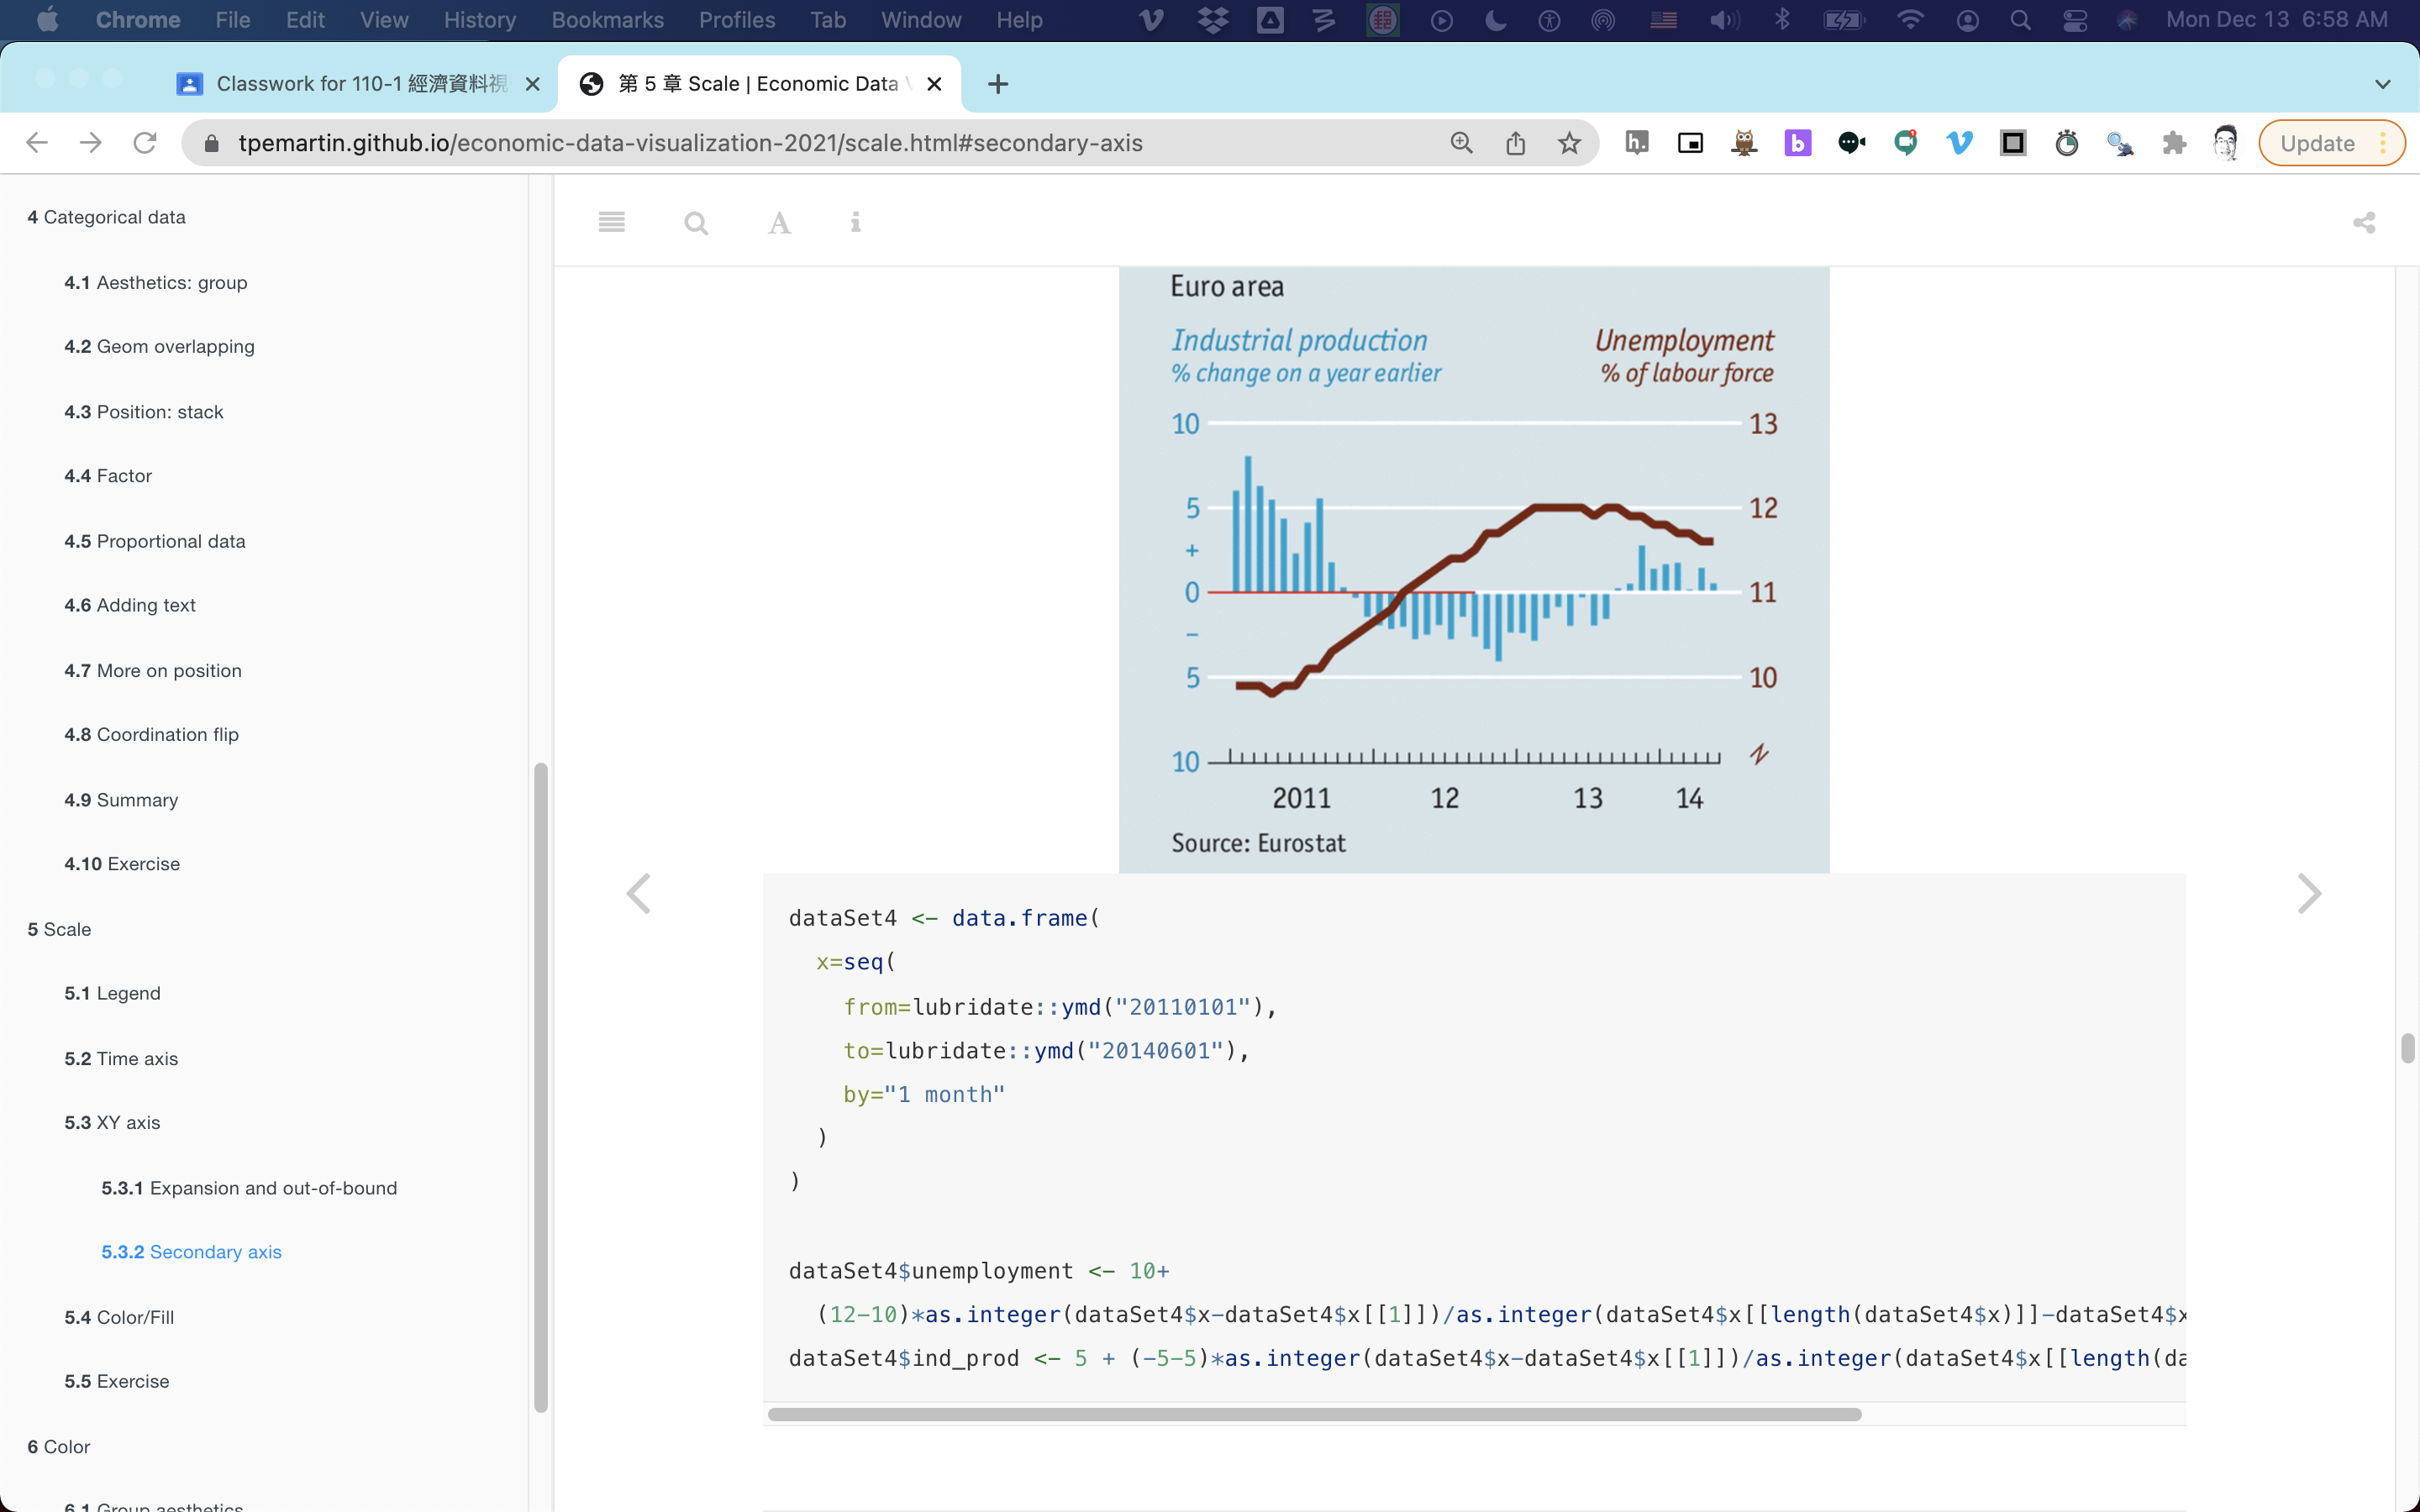 Chrome File Edit View History Bookmarks Profiles Tab Window Help Mon Dec 13 6:58 AM
Classwork for 110-1 經濟資料視
第 5 章 Scale | Economic Data
tpemartin.github.io/economic-data-visualization-2021/scale.html#secondary-axis
Update
4 Categorical data
4.1 Aesthetics: group
4.2 Geom overlapping
4.3 Position: stack
4.4 Factor
4.5 Proportional data
4.6 Adding text
4.7 More on position
4.8 Coordination flip
4.9 Summary
4.10 Exercise
5 Scale
5.1 Legend
5.2 Time axis
5.3 XY axis
5.3.1 Expansion and out-of-bound
5.3.2 Secondary axis
5.4 Color/Fill
5.5 Exercise
6 Color
6.1 Group aesthetics
Euro area
Industrial production
% change on a year earlier
Unemployment
% of labour force
10 13
5 12
+
0 11
–
5 10
10
2011 12 13 14
Source: Eurostat
dataSet4 <- data.frame(
x=seq(
from=lubridate::ymd("20110101"),
to=lubridate::ymd("20140601"),
by="1 month"
)
)
dataSet4$unemployment <- 10+
(12-10)*as.integer(dataSet4$x-dataSet4$x[[1]])/as.integer(dataSet4$x[[length(dataSet4$x)]]-dataSet4$x
dataSet4$ind_prod <- 5 + (-5-5)*as.integer(dataSet4$x-dataSet4$x[[1]])/as.integer(dataSet4$x[[length(da